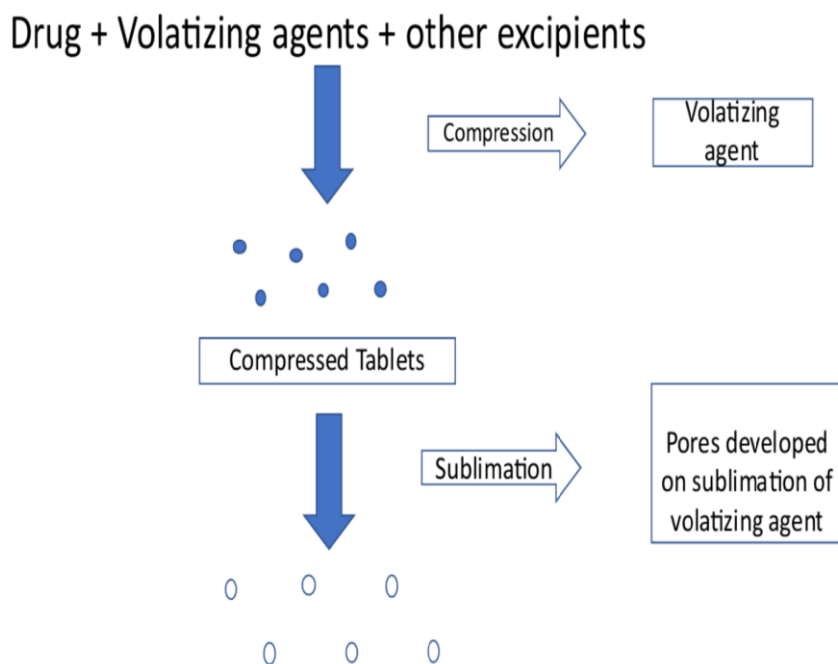 Drug + Volatizing agents + other excipients
Compression
Volatizing
agent
Compressed Tablets
Sublimation
Pores developed
on sublimation of
volatizing agent